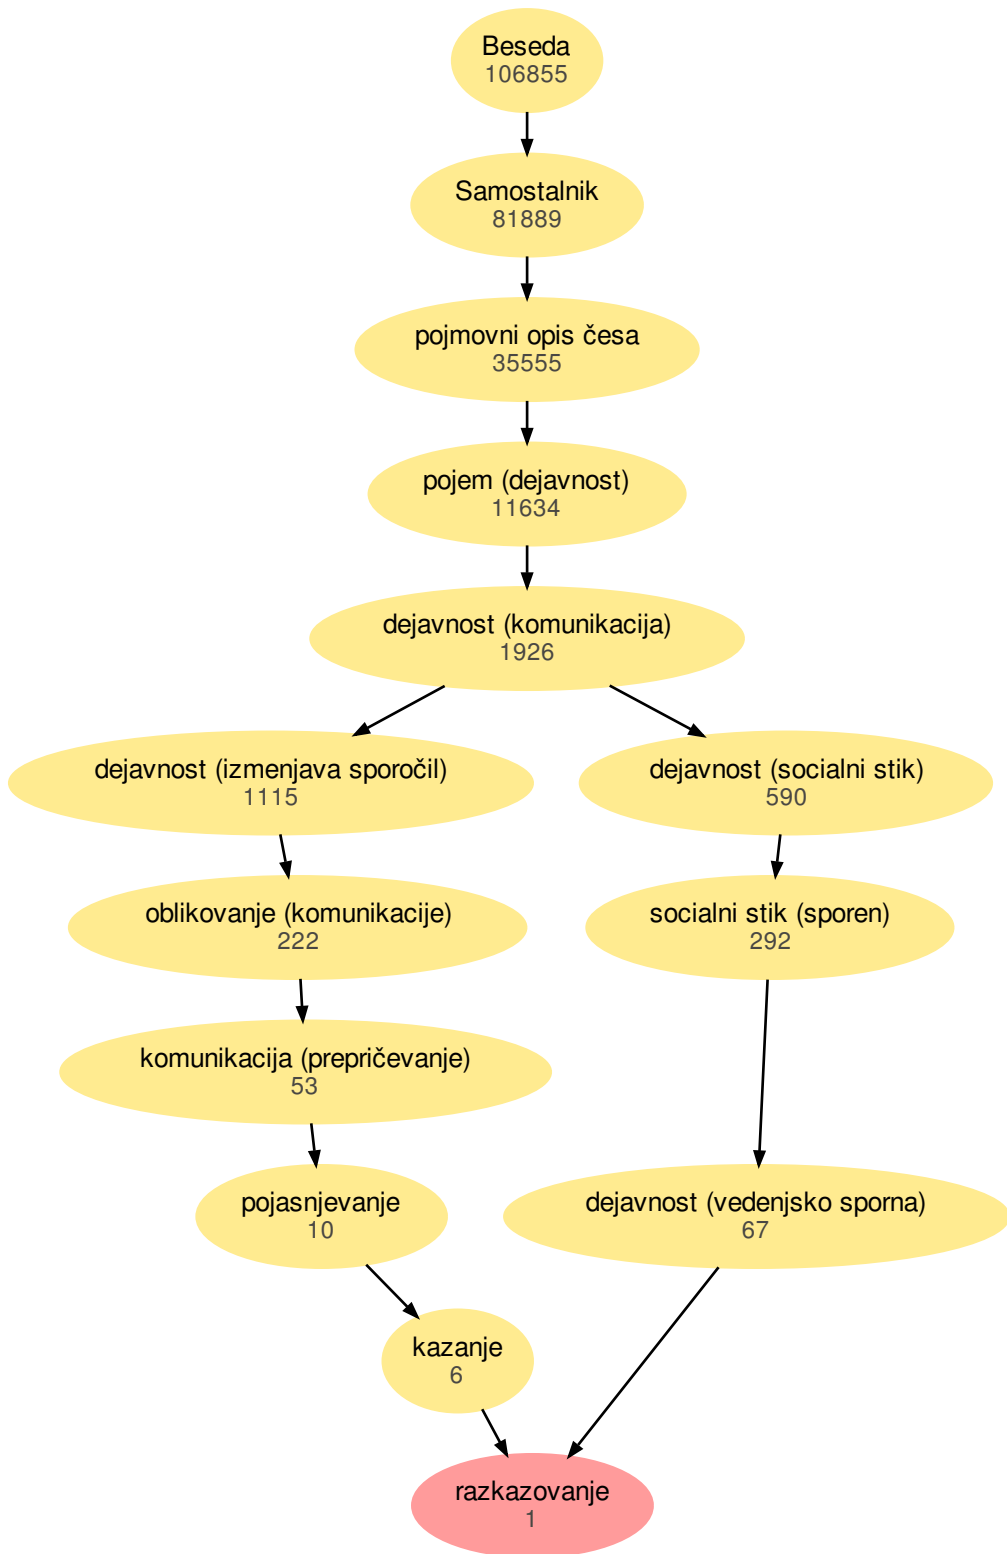 Beseda
106855
Samostalnik
81889
pojmovni opis česa
35555
pojem (dejavnost)
11634
dejavnost (komunikacija)
1926
dejavnost (izmenjava sporočil)
1115
dejavnost (socialni stik)
590
oblikovanje (komunikacije)
222
socialni stik (sporen)
292
komunikacija (prepričevanje)
53
pojasnjevanje
10
dejavnost (vedenjsko sporna)
67
kazanje
6
razkazovanje
1